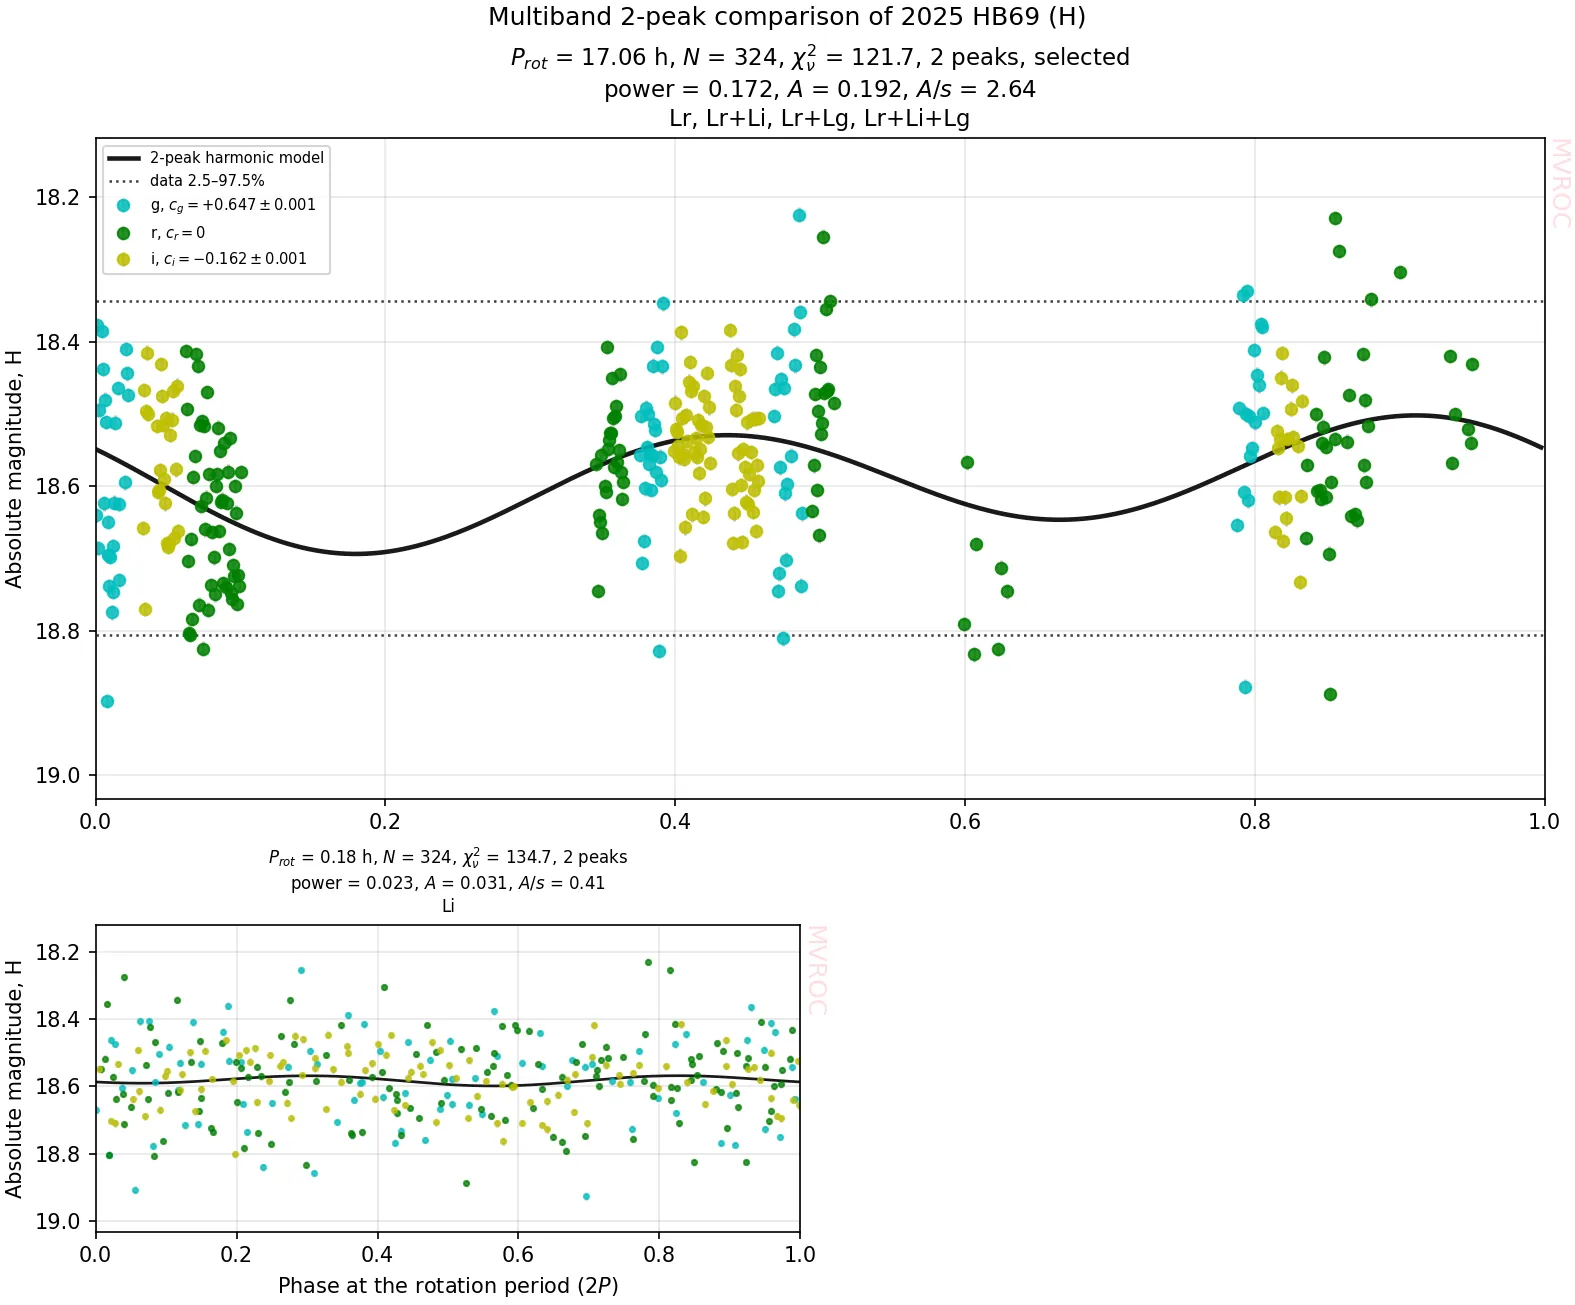 Multiband 2-peak comparison of 2025 HB69 (H)
P_rot = 17.06 h, N = 324, χ²_ν = 121.7, 2 peaks, selected
power = 0.172, A = 0.192, A/s = 2.64
Lr, Lr+Li, Lr+Lg, Lr+Li+Lg
2-peak harmonic model
data 2.5–97.5%
g, c_g = +0.647 ± 0.001
r, c_r = 0
i, c_i = −0.162 ± 0.001
MVROC
Absolute magnitude, H
18.2
18.4
18.6
18.8
19.0
0.0 0.2 0.4 0.6 0.8 1.0
P_rot = 0.18 h, N = 324, χ²_ν = 134.7, 2 peaks
power = 0.023, A = 0.031, A/s = 0.41
Li
MVROC
Absolute magnitude, H
18.2
18.4
18.6
18.8
19.0
0.0 0.2 0.4 0.6 0.8 1.0
Phase at the rotation period (2P)